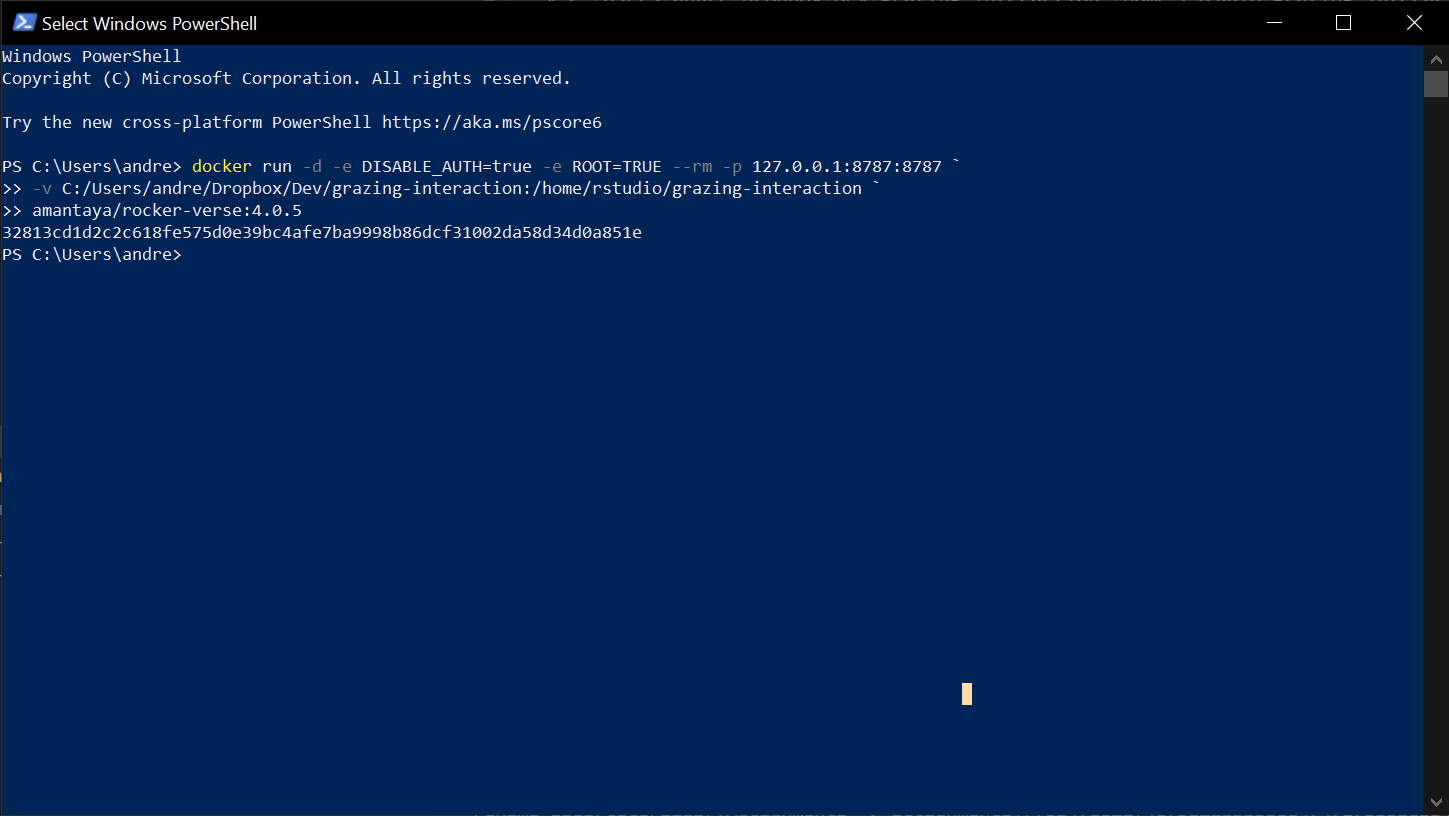 Select Windows PowerShell
Windows PowerShell
Copyright (C) Microsoft Corporation. All rights reserved.
Try the new cross-platform PowerShell https://aka.ms/pscore6
PS C:\Users\andre> docker run -d -e DISABLE_AUTH=true -e ROOT=TRUE --rm -p 127.0.0.1:8787:8787 `
>> -v C:/Users/andre/Dropbox/Dev/grazing-interaction:/home/rstudio/grazing-interaction `
>> amantaya/rocker-verse:4.0.5
32813cd1d2c2c618fe575d0e39bc4afe7ba9998b86dcf31002da58d34d0a851e
PS C:\Users\andre>